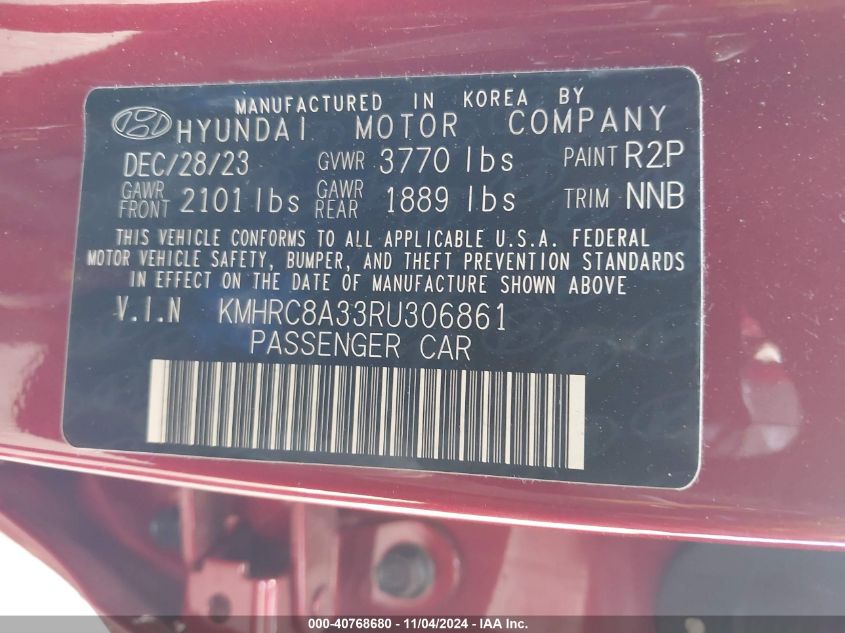 MANUFACTURED IN KOREA BY
HYUNDAI MOTOR COMPANY
DEC/28/23 GVWR 3770 lbs PAINT R2P
GAWR FRONT 2101 lbs GAWR REAR 1889 lbs TRIM NNB
THIS VEHICLE CONFORMS TO ALL APPLICABLE U.S.A. FEDERAL
MOTOR VEHICLE SAFETY, BUMPER, AND THEFT PREVENTION STANDARDS
IN EFFECT ON THE DATE OF MANUFACTURE SHOWN ABOVE
V.I.N KMHRC8A33RU306861
PASSENGER CAR
000-40768680 - 11/04/2024 - IAA Inc.